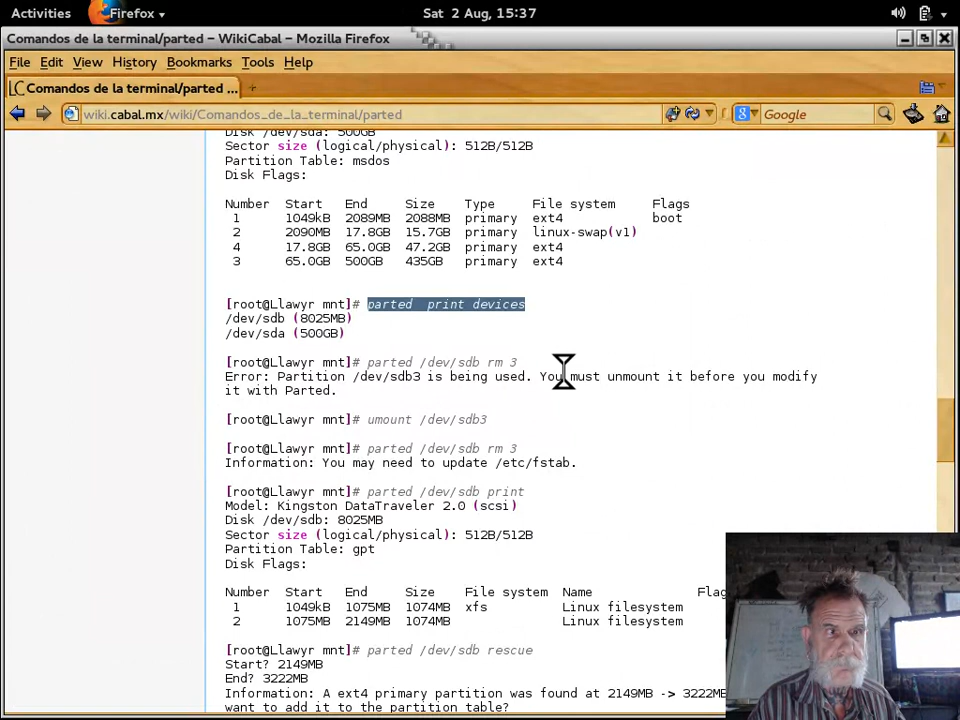 Activities Firefox Sat 2 Aug, 15:37
Comandos de la terminal/parted – WikiCabal – Mozilla Firefox
File Edit View History Bookmarks Tools Help
Comandos de la terminal/parted ...
wiki.cabal.mx/wiki/Comandos_de_la_terminal/parted Google
Disk /dev/sda: 500GB
Sector size (logical/physical): 512B/512B
Partition Table: msdos
Disk Flags:
Number Start End Size Type File system Flags
1 1049kB 2089MB 2088MB primary ext4 boot
2 2090MB 17.8GB 15.7GB primary linux-swap(v1)
4 17.8GB 65.0GB 47.2GB primary ext4
3 65.0GB 500GB 435GB primary ext4
[root@Llawyr mnt]# parted print devices
/dev/sdb (8025MB)
/dev/sda (500GB)
[root@Llawyr mnt]# parted /dev/sdb rm 3
Error: Partition /dev/sdb3 is being used. You must unmount it before you modify
it with Parted.
[root@Llawyr mnt]# umount /dev/sdb3
[root@Llawyr mnt]# parted /dev/sdb rm 3
Information: You may need to update /etc/fstab.
[root@Llawyr mnt]# parted /dev/sdb print
Model: Kingston DataTraveler 2.0 (scsi)
Disk /dev/sdb: 8025MB
Sector size (logical/physical): 512B/512B
Partition Table: gpt
Disk Flags:
Number Start End Size File system Name Flag
1 1049kB 1075MB 1074MB xfs Linux filesystem
2 1075MB 2149MB 1074MB Linux filesystem
[root@Llawyr mnt]# parted /dev/sdb rescue
Start? 2149MB
End? 3222MB
Information: A ext4 primary partition was found at 2149MB -> 3222MB
want to add it to the partition table?